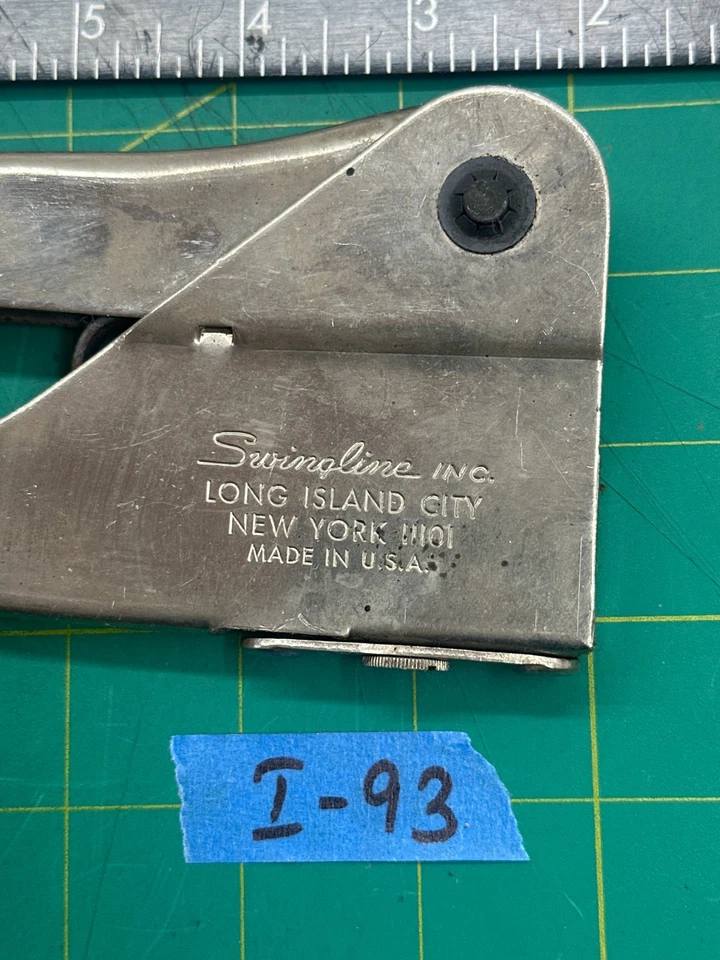 5 4 3 2
Swingline INC.
LONG ISLAND CITY
NEW YORK 11101
MADE IN U.S.A.
I-93